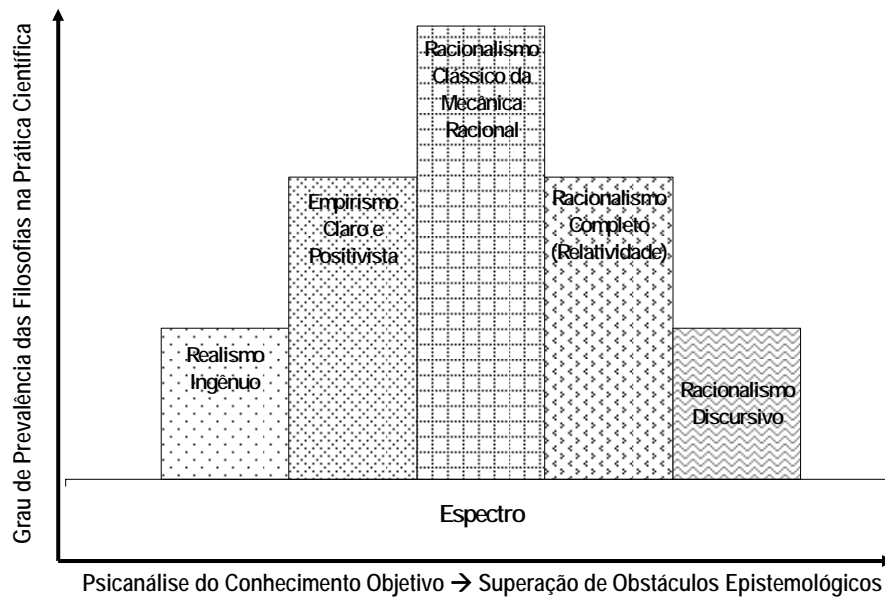 Grau de Prevalência das Filosofias na Prática Científica
Racionalismo
Clássico da
Mecânica
Racional
Empirismo
Claro e
Positivista
Racionalismo
Completo
(Relatividade)
Realismo
Ingênuo
Racionalismo
Discursivo
Espectro
Psicanálise do Conhecimento Objetivo → Superação de Obstáculos Epistemológicos